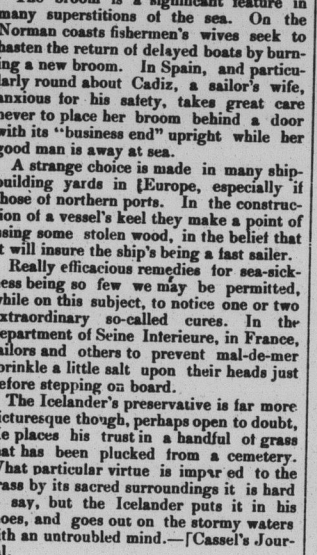 The broom is a significant feature in
many superstitions of the sea. On the
Norman coasts fishermen's wives seek to
hasten the return of delayed boats by burn-
ing a new broom. In Spain, and particu-
larly round about Cadiz, a sailor's wife,
anxious for his safety, takes great care
never to place her broom behind a door
with its "business end" upright while her
good man is away at sea.
A strange choice is made in many ship-
building yards in Europe, especially if
those of northern ports. In the construc-
tion of a vessel's keel they make a point of
using some stolen wood, in the belief that
it will insure the ship's being a fast sailer.
Really efficacious remedies for sea-sick-
ness being so few we may be permitted,
while on this subject, to notice one or two
extraordinary so-called cures. In the
department of Seine Interieure, in France,
sailors and others to prevent mal-de-mer
sprinkle a little salt upon their heads just
before stepping on board.
The Icelander's preservative is far more
picturesque though, perhaps open to doubt,
He places his trust in a handful of grass
that has been plucked from a cemetery.
What particular virtue is impar ed to the
grass by its sacred surroundings it is hard
to say, but the Icelander puts it in his
shoes, and goes out on the stormy waters
with an untroubled mind.—[Cassel's Jour-
nal.